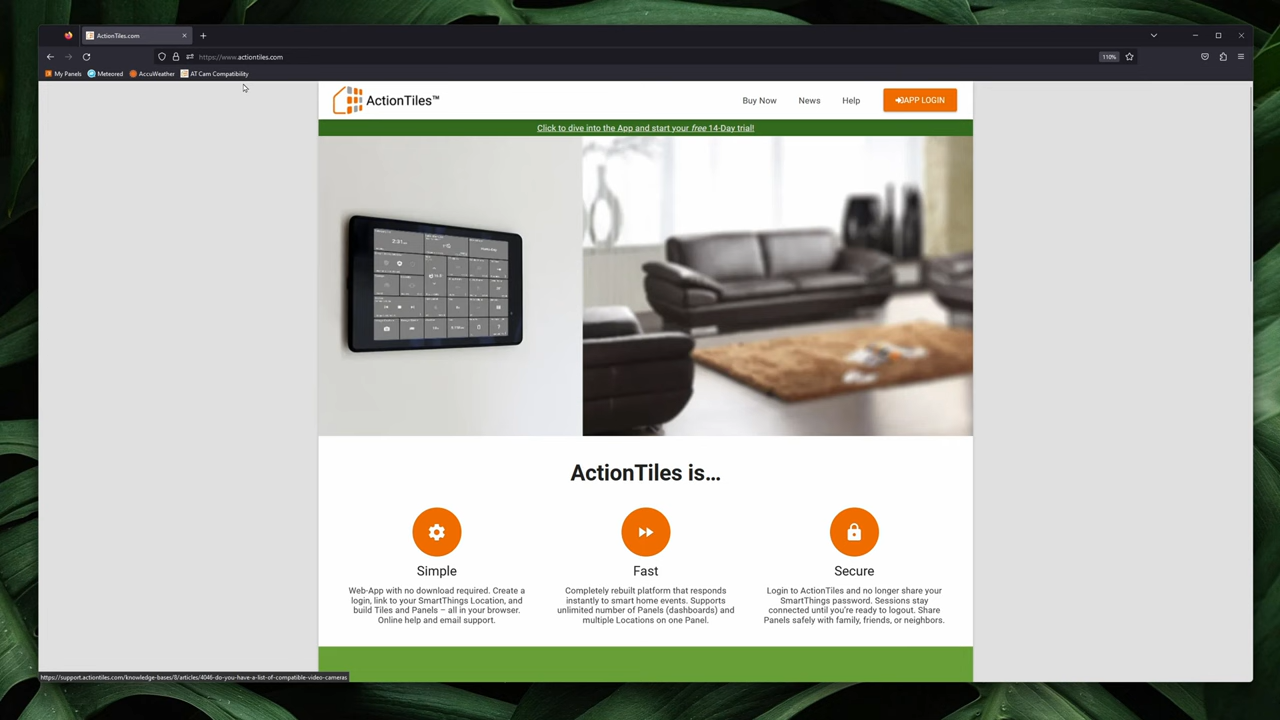 ActionTiles.com
https://www.actiontiles.com
110%
My Panels
Meteored
AccuWeather
AT Cam Compatibility
ActionTiles™
Buy Now
News
Help
APP LOGIN
Click to dive into the App and start your free 14-Day trial!
ActionTiles is...
Simple
Web-App with no download required. Create a
login, link to your SmartThings Location, and
build Tiles and Panels – all in your browser.
Online help and email support.
Fast
Completely rebuilt platform that responds
instantly to smart home events. Supports
unlimited number of Panels (dashboards) and
multiple Locations on one Panel.
Secure
Login to ActionTiles and no longer share your
SmartThings password. Sessions stay
connected until you're ready to logout. Share
Panels safely with family, friends, or neighbors.
https://support.actiontiles.com/knowledge-bases/8/articles/4046-do-you-have-a-list-of-compatible-video-cameras